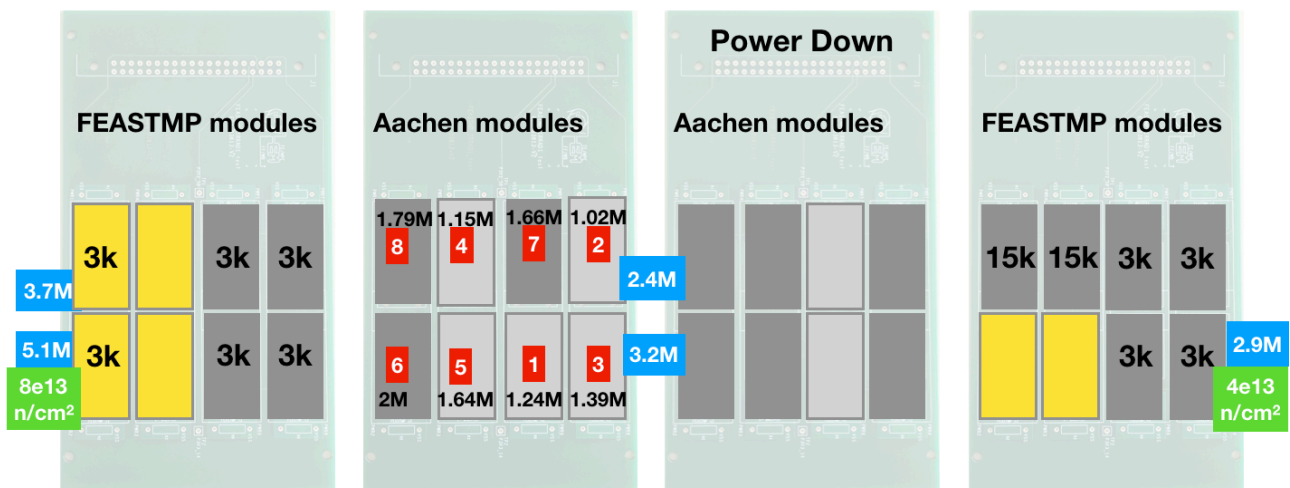 Power Down
FEASTMP modules
Aachen modules
Aachen modules
FEASTMP modules
3k
3k
3k
3.7M
3k
3k
3k
5.1M
8e13
n/cm²
1.79M
1.15M
1.66M
1.02M
8
4
7
2
2.4M
6
5
1
3
3.2M
2M
1.64M
1.24M
1.39M
15k
15k
3k
3k
3k
3k
2.9M
4e13
n/cm²